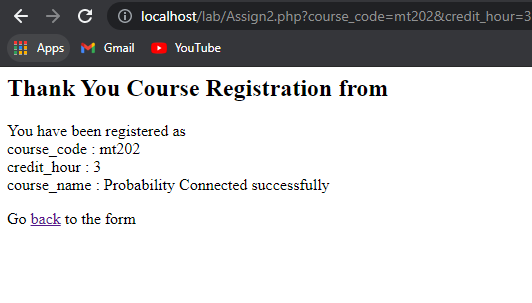 localhost/lab/Assign2.php?course_code=mt202&credit_hour=3
Apps Gmail YouTube
Thank You Course Registration from
You have been registered as
course_code : mt202
credit_hour : 3
course_name : Probability Connected successfully
Go back to the form